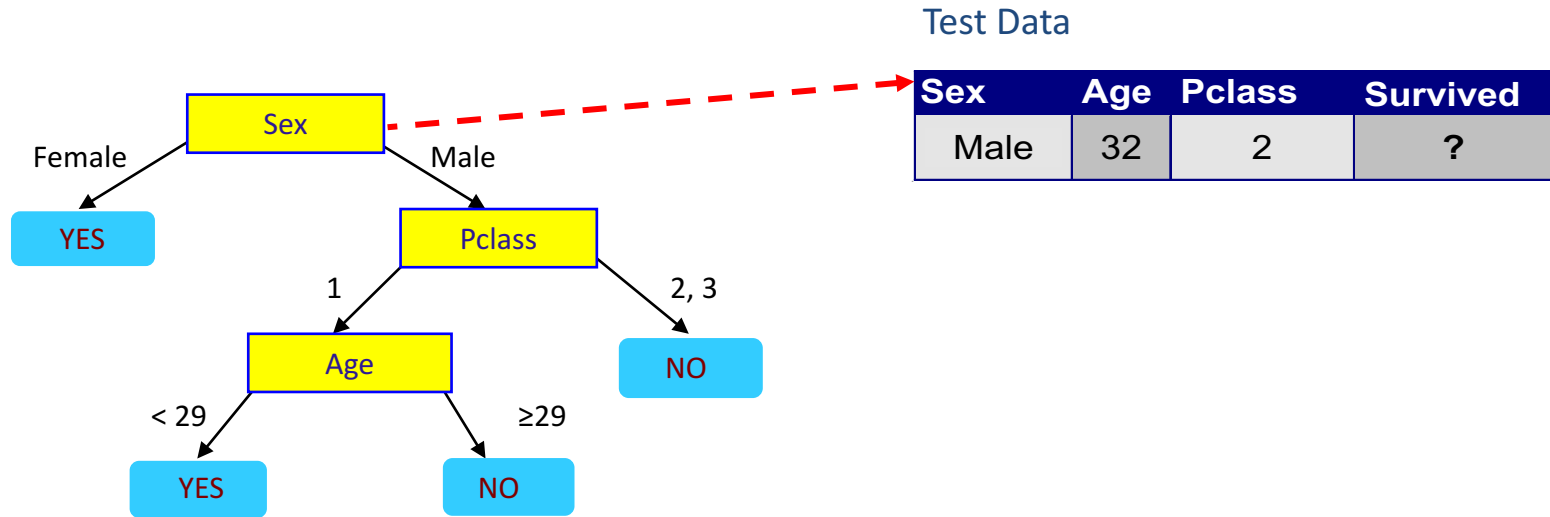 Test Data
Sex Age Pclass Survived
Male 32 2 ?
Sex
Female Male
YES Pclass
1 2, 3
Age NO
< 29 ≥29
YES NO